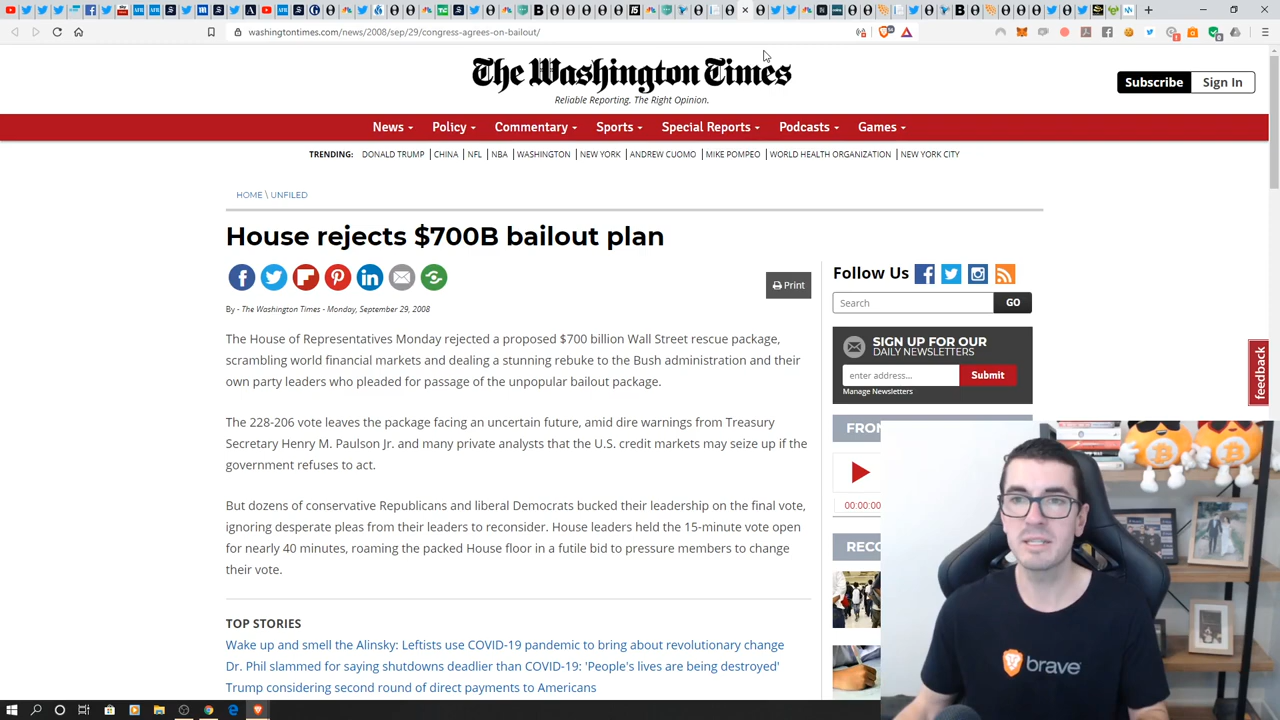 washingtontimes.com/news/2008/sep/29/congress-agrees-on-bailout/
The Washington Times
Reliable Reporting. The Right Opinion.
Subscribe
Sign In
News
Policy
Commentary
Sports
Special Reports
Podcasts
Games
TRENDING: DONALD TRUMP | CHINA | NFL | NBA | WASHINGTON | NEW YORK | ANDREW CUOMO | MIKE POMPEO | WORLD HEALTH ORGANIZATION | NEW YORK CITY
HOME \ UNFILED
House rejects $700B bailout plan
Print
By - The Washington Times - Monday, September 29, 2008
The House of Representatives Monday rejected a proposed $700 billion Wall Street rescue package,
scrambling world financial markets and dealing a stunning rebuke to the Bush administration and their
own party leaders who pleaded for passage of the unpopular bailout package.
The 228-206 vote leaves the package facing an uncertain future, amid dire warnings from Treasury
Secretary Henry M. Paulson Jr. and many private analysts that the U.S. credit markets may seize up if the
government refuses to act.
But dozens of conservative Republicans and liberal Democrats bucked their leadership on the final vote,
ignoring desperate pleas from their leaders to reconsider. House leaders held the 15-minute vote open
for nearly 40 minutes, roaming the packed House floor in a futile bid to pressure members to change
their vote.
TOP STORIES
Wake up and smell the Alinsky: Leftists use COVID-19 pandemic to bring about revolutionary change
Dr. Phil slammed for saying shutdowns deadlier than COVID-19: 'People's lives are being destroyed'
Trump considering second round of direct payments to Americans
Follow Us
Search
GO
SIGN UP FOR OUR
DAILY NEWSLETTERS
enter address...
Submit
Manage Newsletters
FRON
00:00:00
RECO
feedback
brave